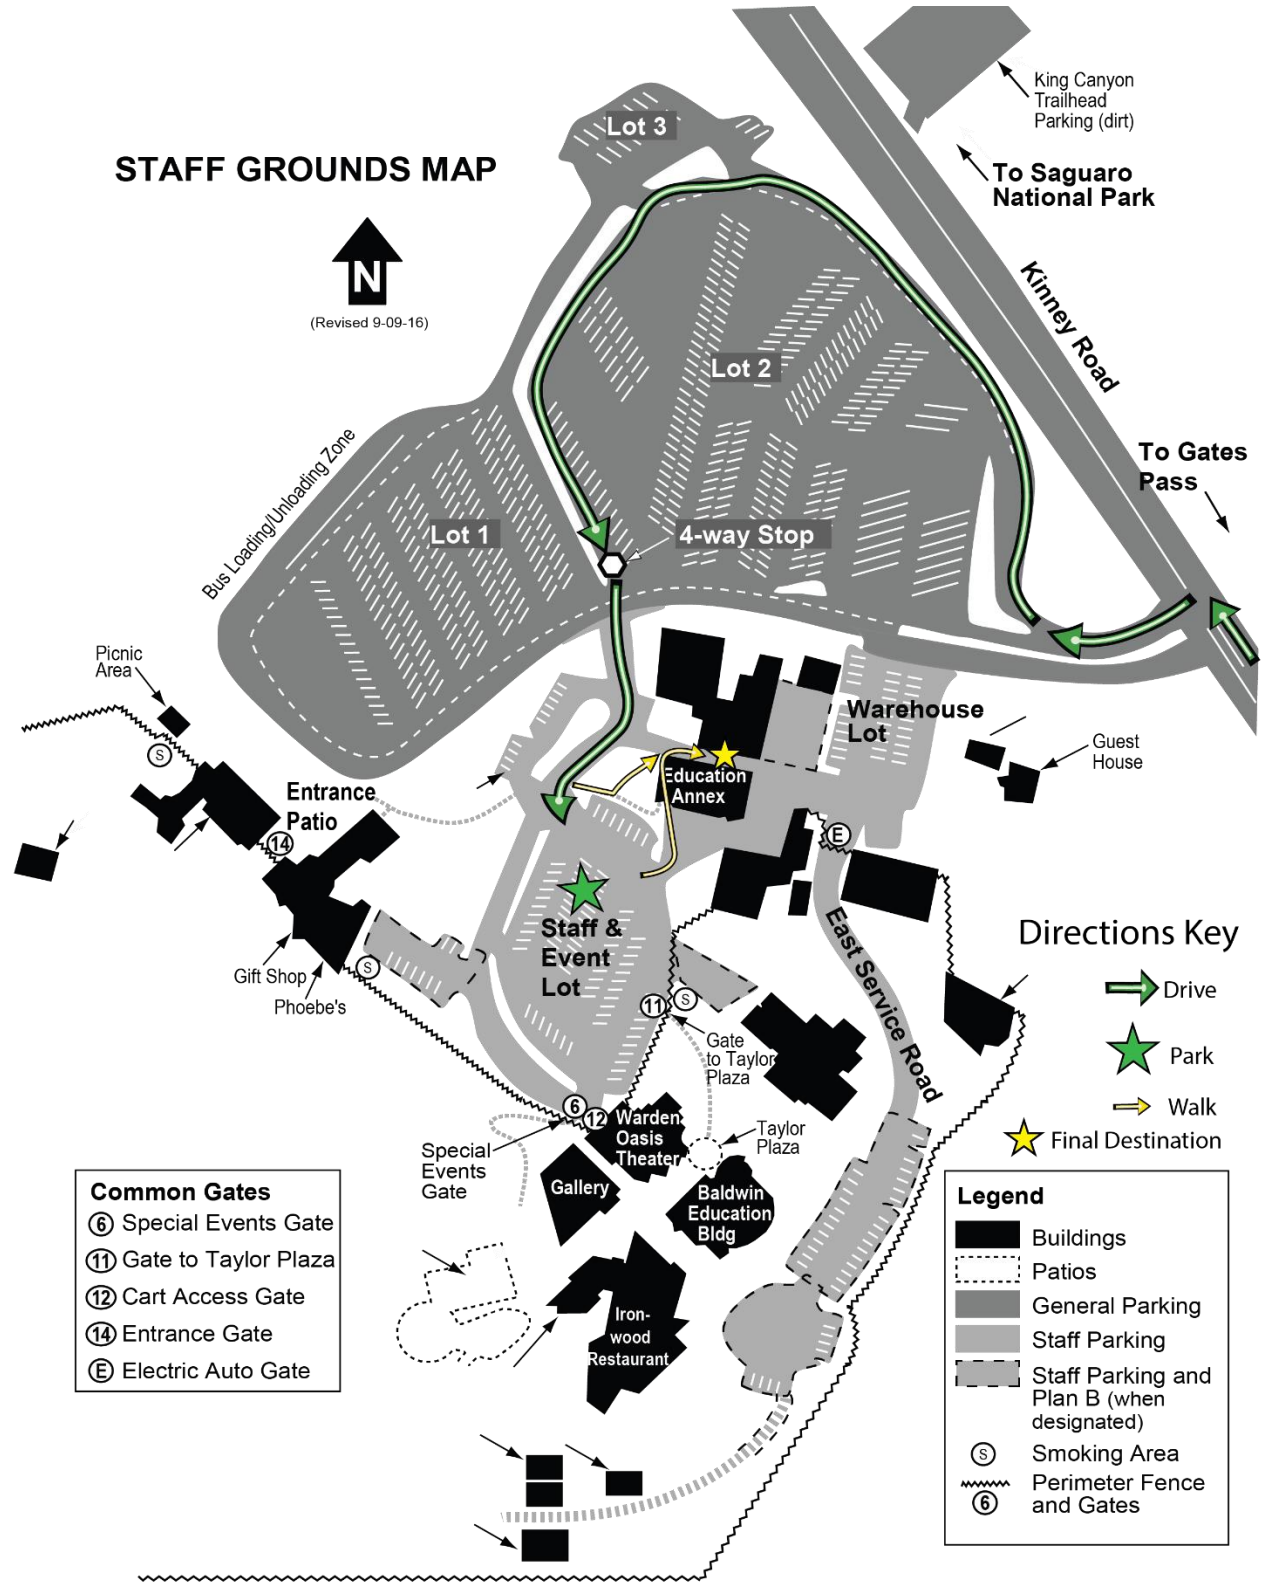 Lot 3
King Canyon
Trailhead
Parking (dirt)
STAFF GROUNDS MAP
To Saguaro
National Park
N
(Revised 9-09-16)
Kinney Road
Lot 2
To Gates
Pass
Bus Loading/Unloading Zone
Lot 1
4-way Stop
Picnic
Area
S
Warehouse
Lot
Guest
House
Education
Annex
Entrance
Patio
14
E
Staff &
Event
Lot
East Service Road
Directions Key
Drive
Park
Walk
Final Destination
Gift Shop
Phoebe's
S
11
S
Gate
to Taylor
Plaza
6
12
Warden
Oasis
Theater
Taylor
Plaza
Special
Events
Gate
Gallery
Baldwin
Education
Bldg
Iron-
wood
Restaurant
Common Gates
6 Special Events Gate
11 Gate to Taylor Plaza
12 Cart Access Gate
14 Entrance Gate
E Electric Auto Gate
Legend
Buildings
Patios
General Parking
Staff Parking
Staff Parking and
Plan B (when
designated)
S Smoking Area
Perimeter Fence
6 and Gates